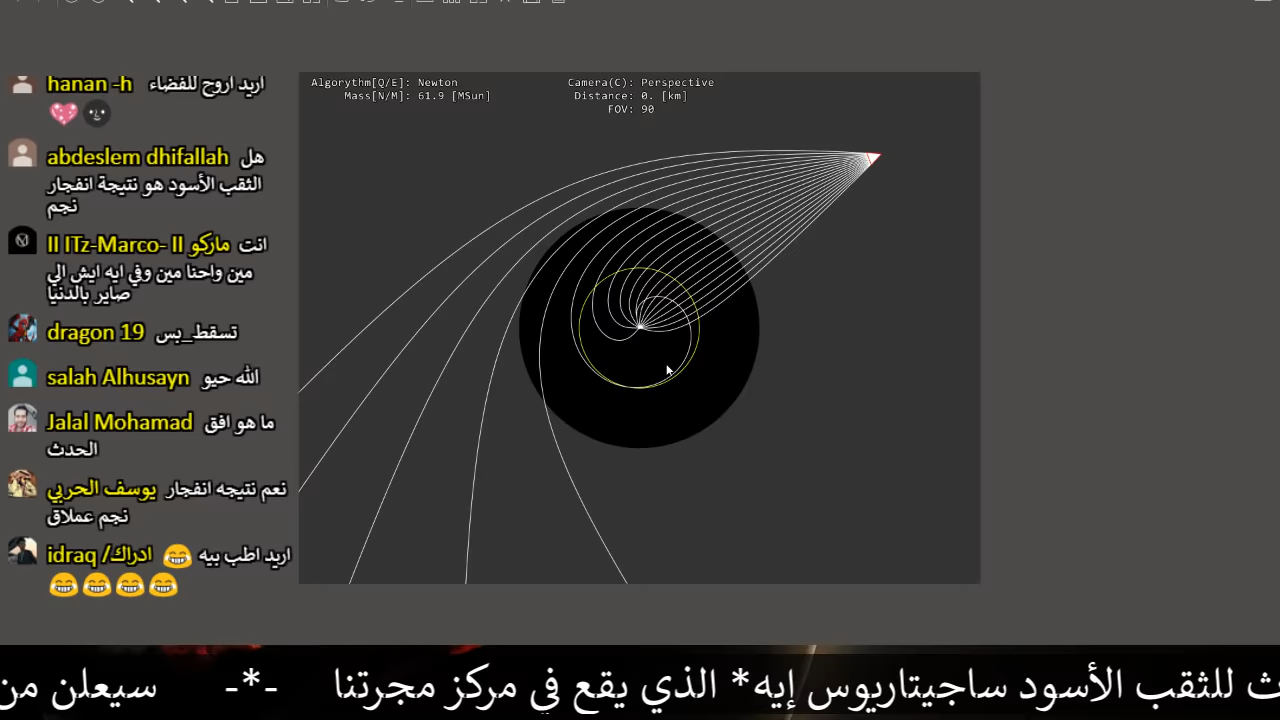 hanan -h اريد اروح للفضاء
💖🌚
abdeslem dhifallah هل
الثقب الأسود هو نتيجة انفجار
نجم
II ITz-Marco- II ماركو انت
مين واحنا مين وفي ايه ايش الي
صاير بالدنيا
dragon 19 تسقط_بس
salah Alhusayn الله حيو
Jalal Mohamad ما هو افق
الحدث
يوسف الحربي نعم نتيجه انفجار
نجم عملاق
idraq /ادراك 😂 اريد اطب بيه
😂😂😂😂
Algorythm[Q/E]: Newton
Mass[N/M]: 61.9 [MSun]
Camera(C): Perspective
Distance: 0. [km]
FOV: 90
للثقب الأسود ساجيتاريوس إيه* الذي يقع في مركز مجرتنا -*- سيعلن من